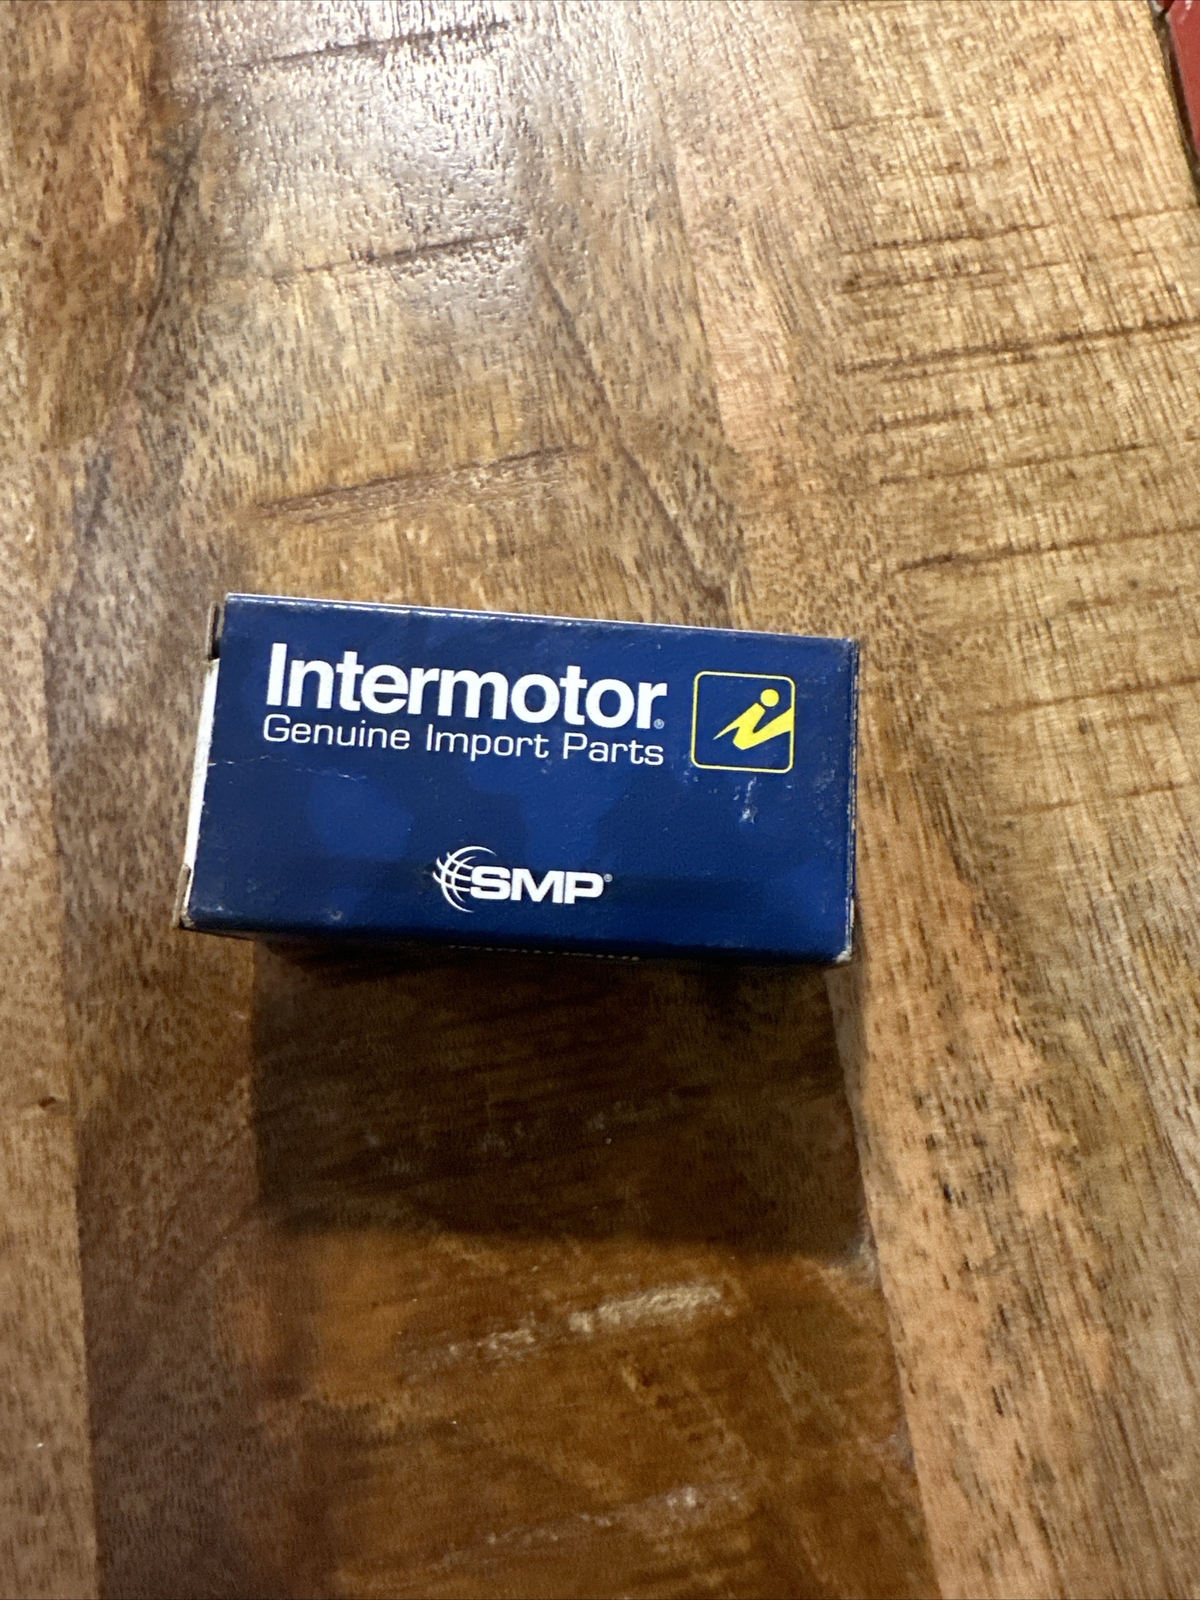 Intermotor®
Genuine Import Parts
SMP®